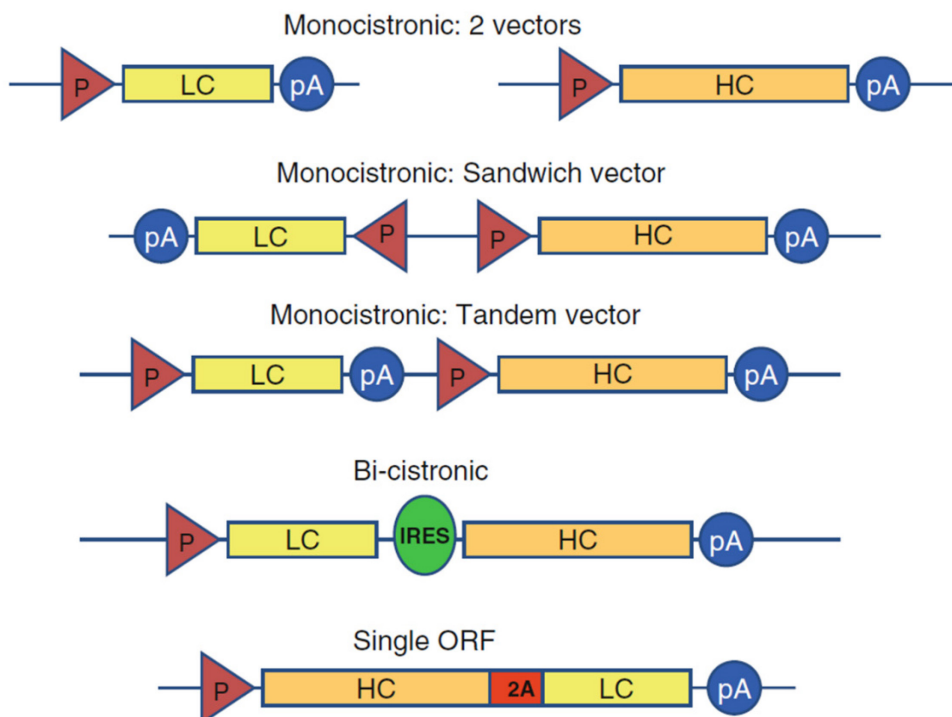 Monocistronic: 2 vectors
P LC pA P HC pA
Monocistronic: Sandwich vector
pA LC P P HC pA
Monocistronic: Tandem vector
P LC pA P HC pA
Bi-cistronic
P LC IRES HC pA
Single ORF
P HC 2A LC pA